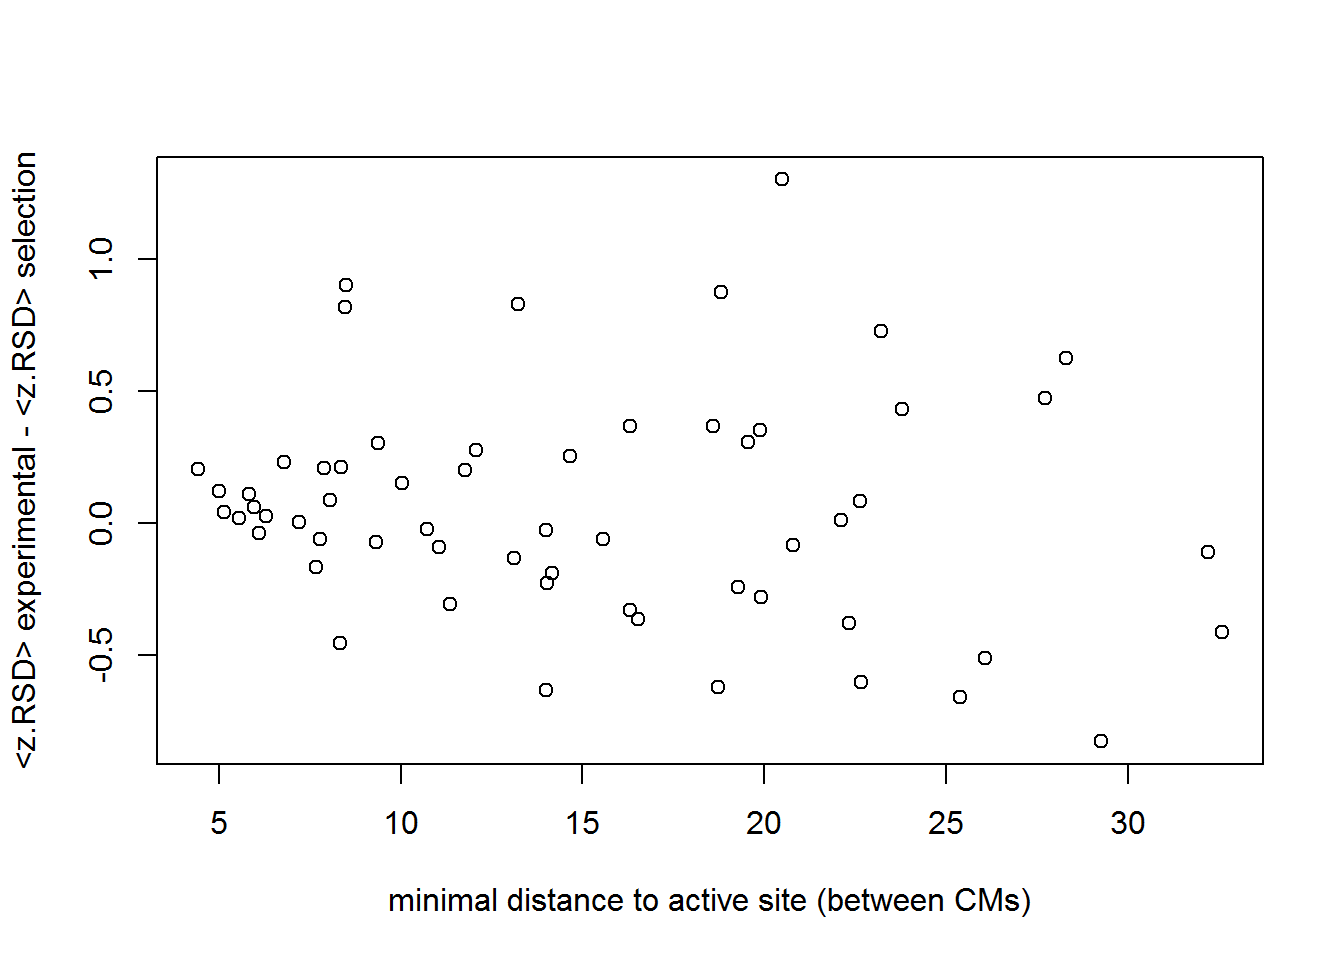 <z.RSD> experimental - <z.RSD> selection
1.0
0.5
0.0
-0.5
5 10 15 20 25 30
minimal distance to active site (between CMs)